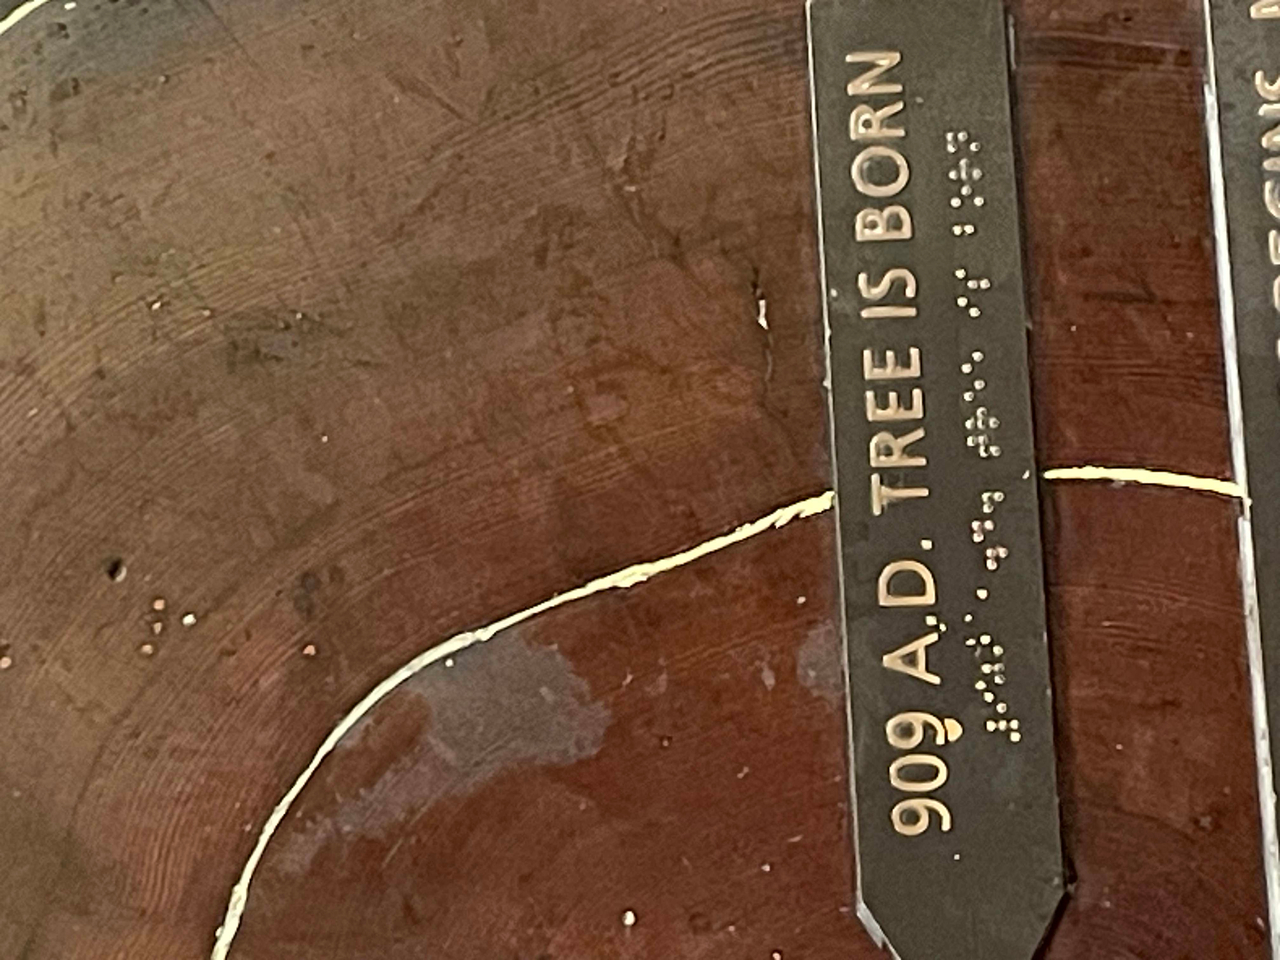 909 A.D. TREE IS BORN